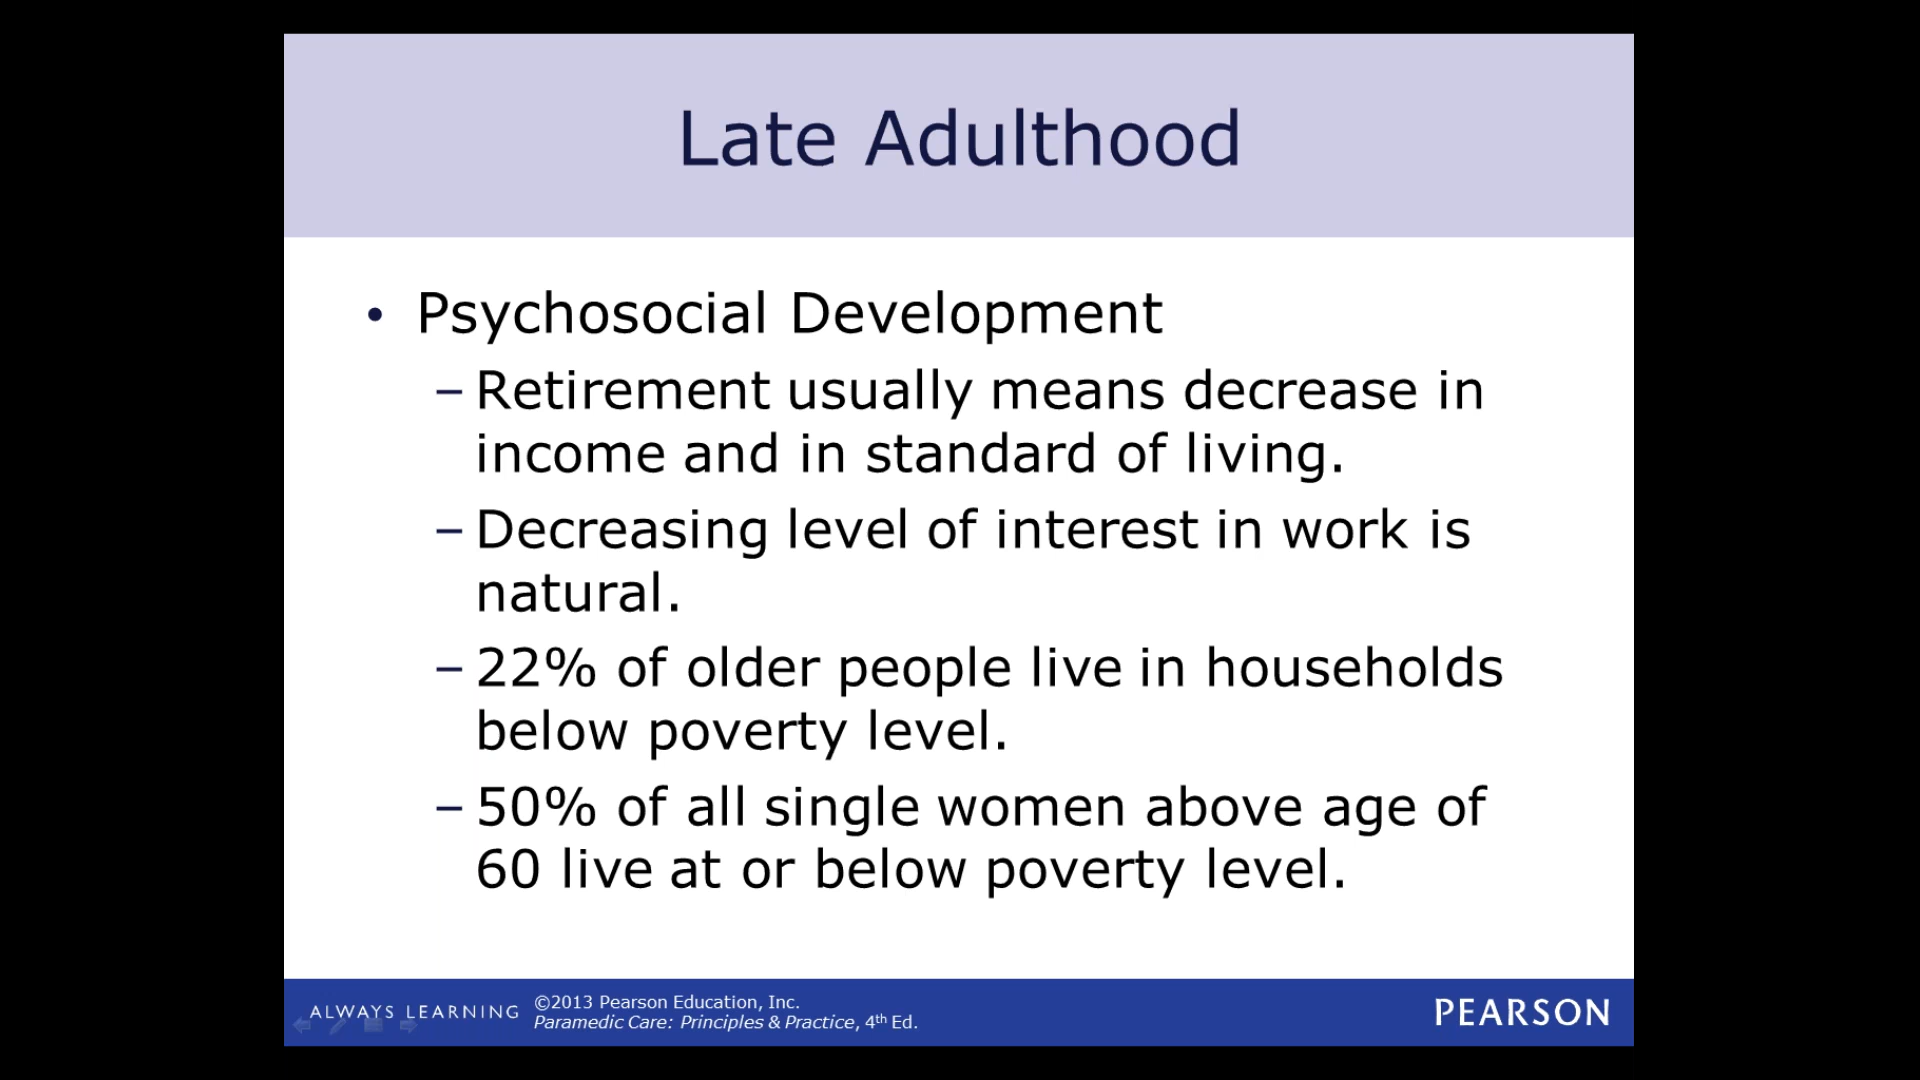 Late Adulthood
• Psychosocial Development
– Retirement usually means decrease in
income and in standard of living.
– Decreasing level of interest in work is
natural.
– 22% of older people live in households
below poverty level.
– 50% of all single women above age of
60 live at or below poverty level.
ALWAYS LEARNING
©2013 Pearson Education, Inc.
Paramedic Care: Principles & Practice, 4th Ed.
PEARSON